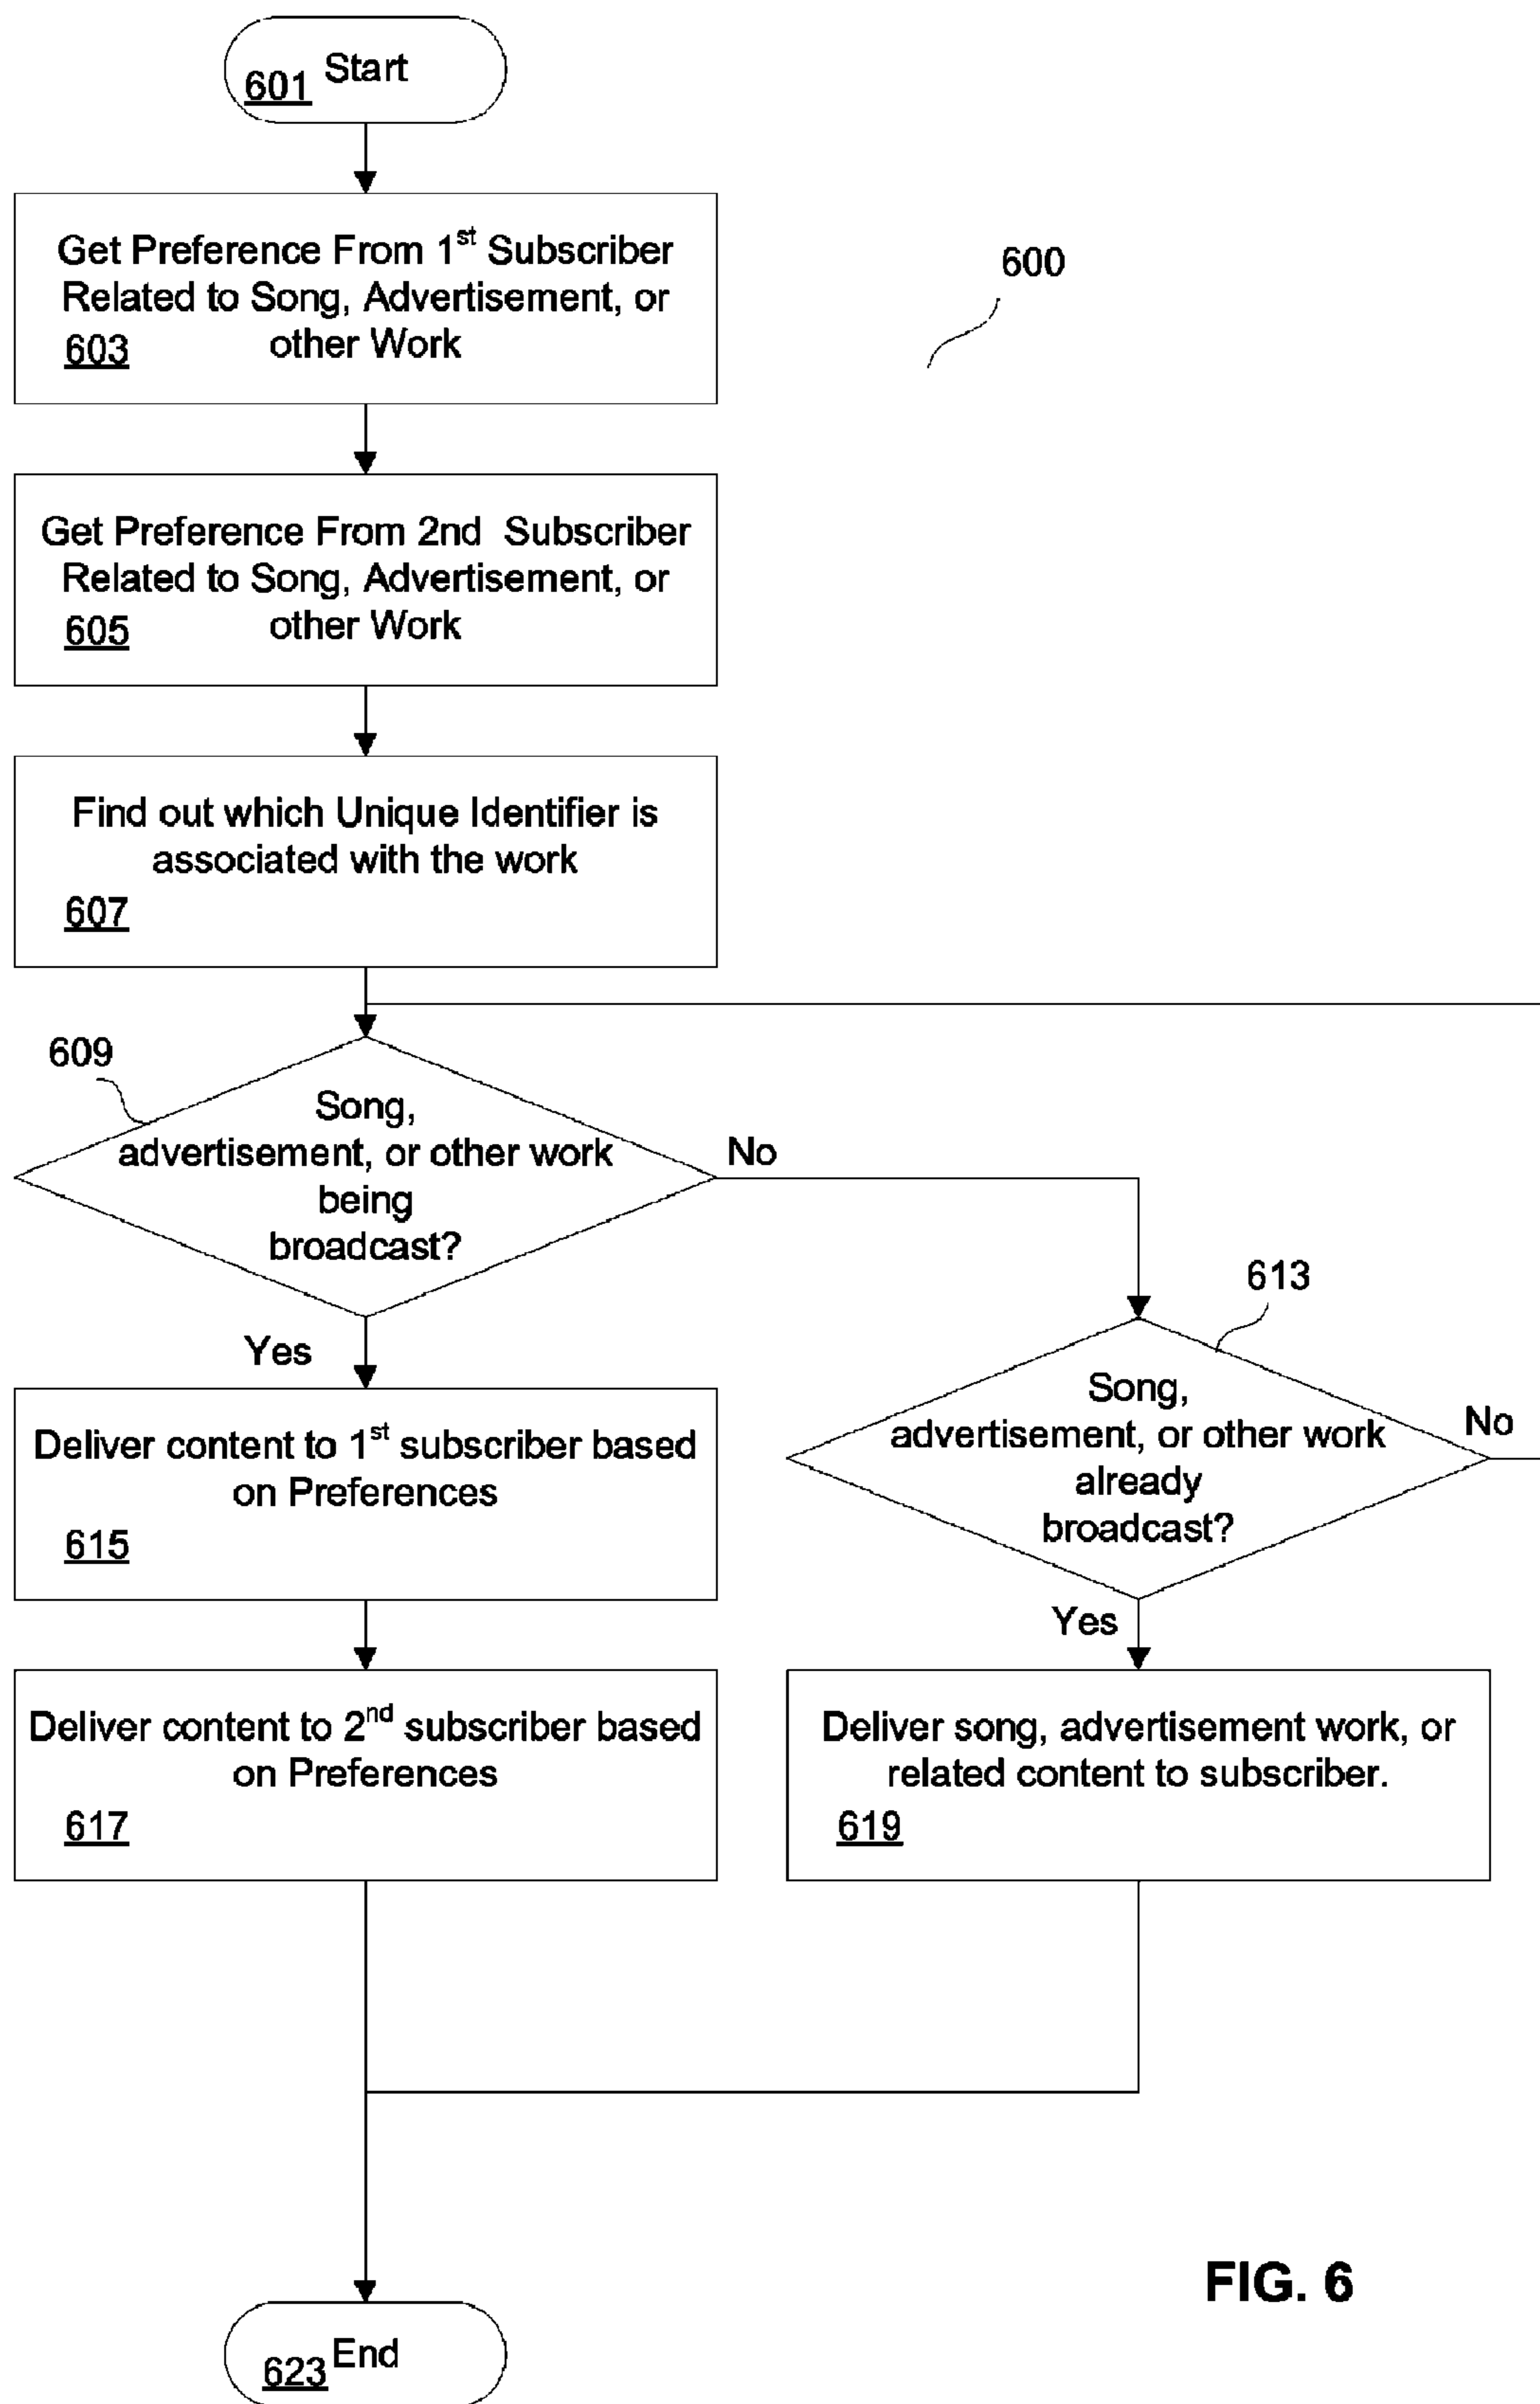 Start
601
Get Preference From 1st Subscriber
Related to Song, Advertisement, or
other Work
603
600
Get Preference From 2nd Subscriber
Related to Song, Advertisement, or
other Work
605
Find out which Unique Identifier is
associated with the work
607
609
Song,
advertisement, or other work
being
broadcast?
No
Yes
613
Song,
advertisement, or other work
already
broadcast?
No
Yes
Deliver content to 1st subscriber based
on Preferences
615
Deliver content to 2nd subscriber based
on Preferences
617
Deliver song, advertisement work, or
related content to subscriber.
619
FIG. 6
End
623